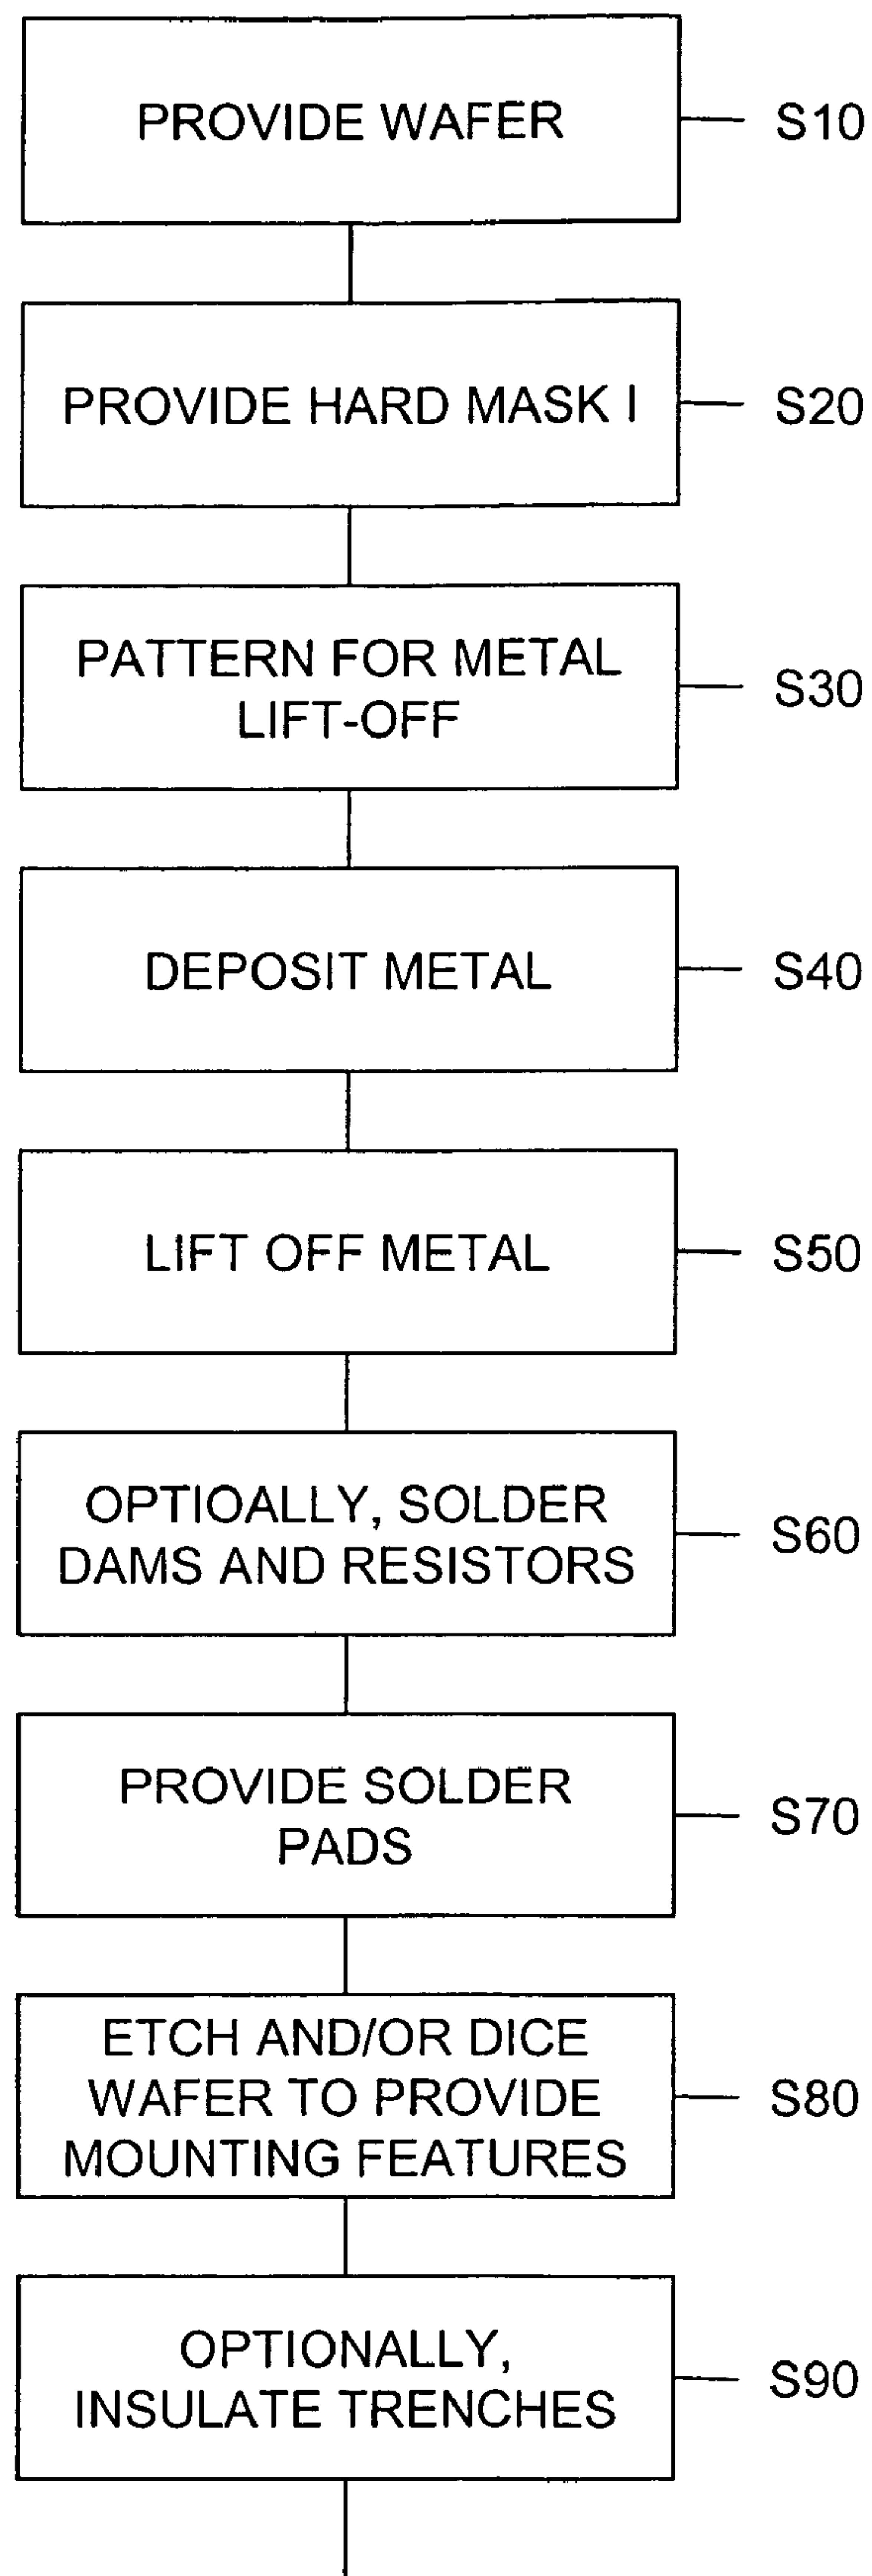 PROVIDE WAFER
S10
PROVIDE HARD MASK I
S20
PATTERN FOR METAL
LIFT-OFF
S30
DEPOSIT METAL
S40
LIFT OFF METAL
S50
OPTIOALLY, SOLDER
DAMS AND RESISTORS
S60
PROVIDE SOLDER
PADS
S70
ETCH AND/OR DICE
WAFER TO PROVIDE
MOUNTING FEATURES
S80
OPTIONALLY,
INSULATE TRENCHES
S90